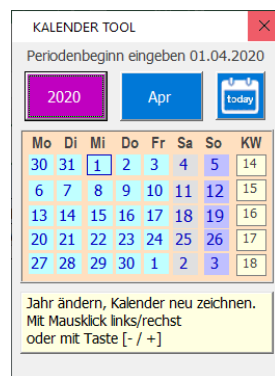 KALENDER TOOL
Periodenbeginn eingeben 01.04.2020
2020 Apr today
Mo Di Mi Do Fr Sa So KW
30 31 1 2 3 4 5 14
6 7 8 9 10 11 12 15
13 14 15 16 17 18 19 16
20 21 22 23 24 25 26 17
27 28 29 30 1 2 3 18
Jahr ändern, Kalender neu zeichnen.
Mit Mausklick links/rechst
oder mit Taste [- / +]